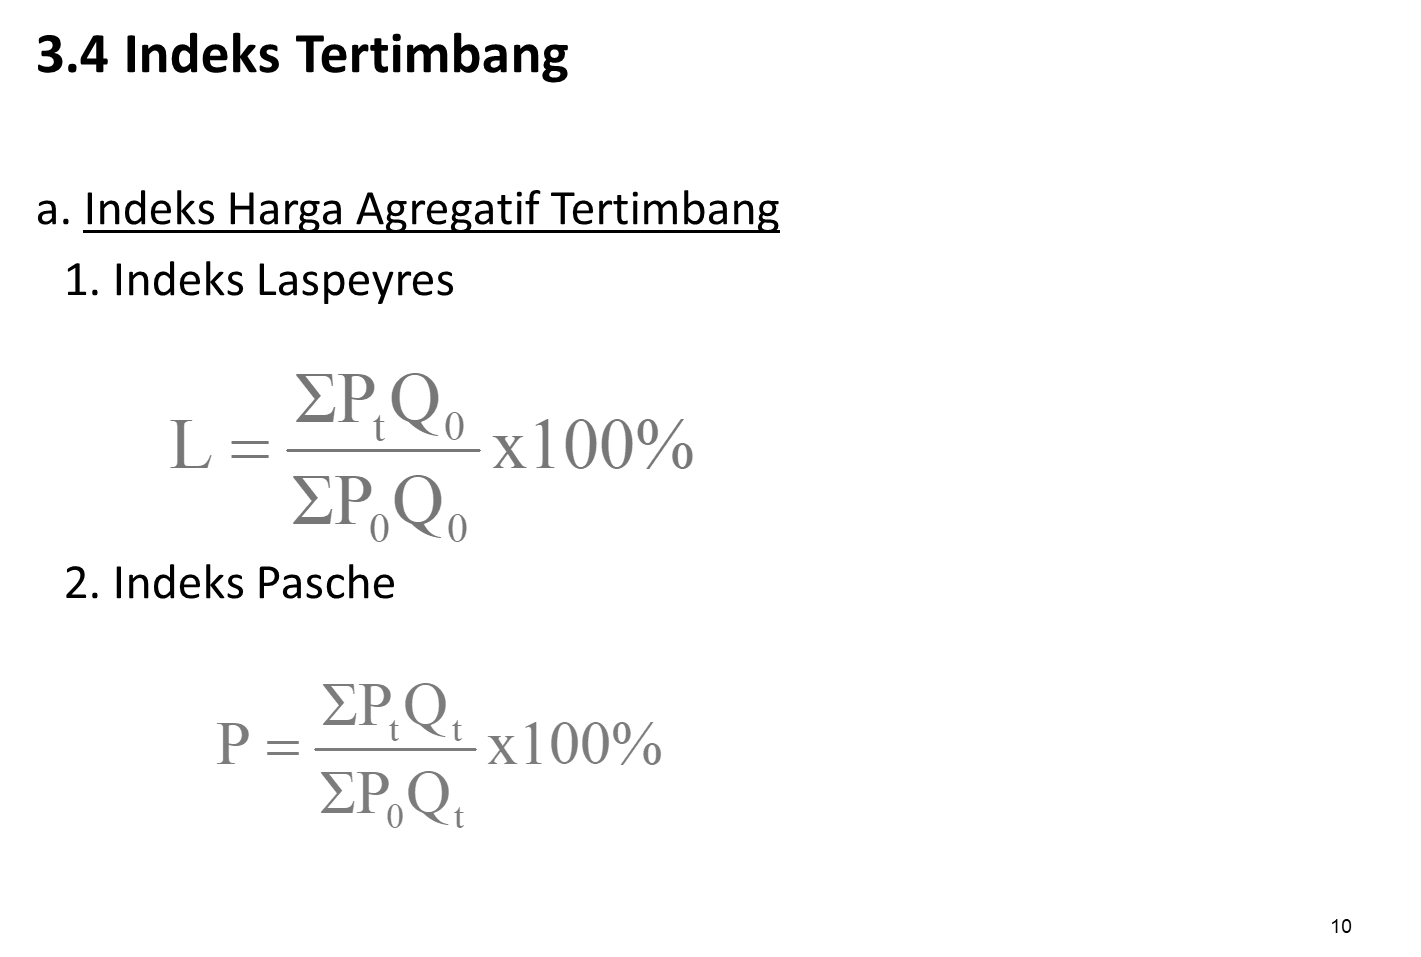 3.4 Indeks Tertimbang
a. Indeks Harga Agregatif Tertimbang
1. Indeks Laspeyres
L = ΣPₜQ₀ / ΣP₀Q₀ x100%
2. Indeks Pasche
P = ΣPₜQₜ / ΣP₀Qₜ x100%
10